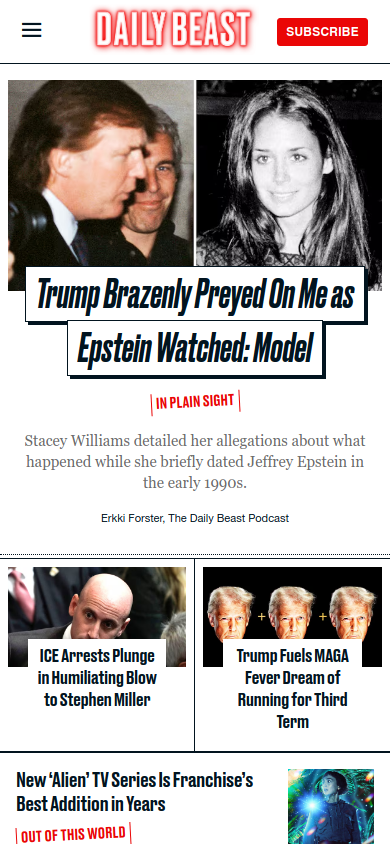 DAILY BEAST
SUBSCRIBE
Trump Brazenly Preyed On Me as
Epstein Watched: Model
IN PLAIN SIGHT
Stacey Williams detailed her allegations about what
happened while she briefly dated Jeffrey Epstein in
the early 1990s.
Erkki Forster, The Daily Beast Podcast
ICE Arrests Plunge
in Humiliating Blow
to Stephen Miller
+ +
Trump Fuels MAGA
Fever Dream of
Running for Third
Term
New ‘Alien’ TV Series Is Franchise’s
Best Addition in Years
OUT OF THIS WORLD